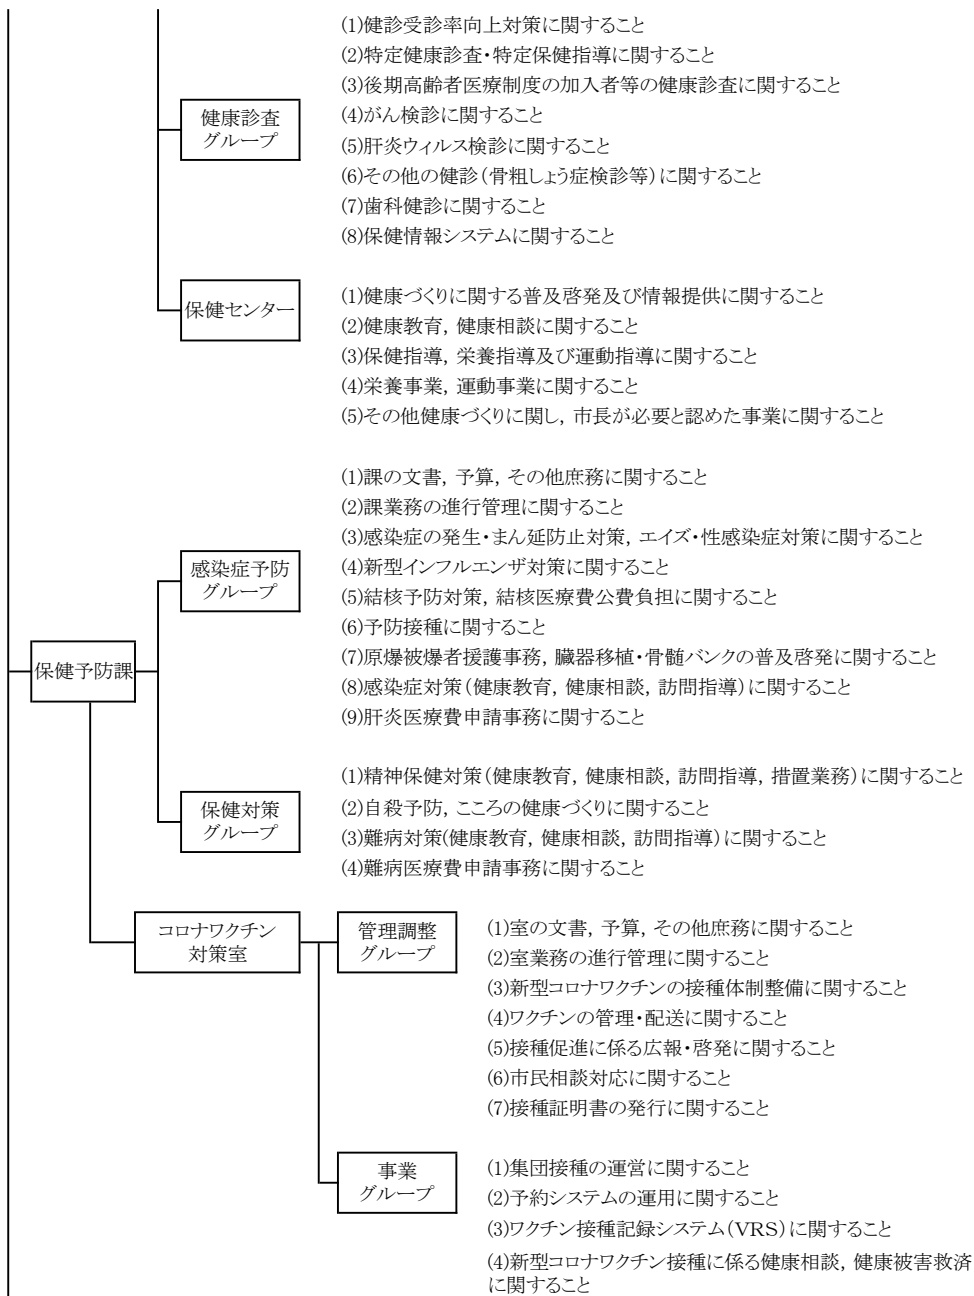 (1)健診受診率向上対策に関すること
(2)特定健康診査・特定保健指導に関すること
(3)後期高齢者医療制度の加入者等の健康診査に関すること
健康診査
グループ
(4)がん検診に関すること
(5)肝炎ウィルス検診に関すること
(6)その他の健診(骨粗しょう症検診等)に関すること
(7)歯科健診に関すること
(8)保健情報システムに関すること
保健センター
(1)健康づくりに関する普及啓発及び情報提供に関すること
(2)健康教育, 健康相談に関すること
(3)保健指導, 栄養指導及び運動指導に関すること
(4)栄養事業, 運動事業に関すること
(5)その他健康づくりに関し, 市長が必要と認めた事業に関すること
保健予防課
感染症予防
グループ
(1)課の文書, 予算, その他庶務に関すること
(2)課業務の進行管理に関すること
(3)感染症の発生・まん延防止対策, エイズ・性感染症対策に関すること
(4)新型インフルエンザ対策に関すること
(5)結核予防対策, 結核医療費公費負担に関すること
(6)予防接種に関すること
(7)原爆被爆者援護事務, 臓器移植・骨髄バンクの普及啓発に関すること
(8)感染症対策(健康教育, 健康相談, 訪問指導)に関すること
(9)肝炎医療費申請事務に関すること
保健対策
グループ
(1)精神保健対策(健康教育, 健康相談, 訪問指導, 措置業務)に関すること
(2)自殺予防, こころの健康づくりに関すること
(3)難病対策(健康教育, 健康相談, 訪問指導)に関すること
(4)難病医療費申請事務に関すること
コロナワクチン
対策室
管理調整
グループ
(1)室の文書, 予算, その他庶務に関すること
(2)室業務の進行管理に関すること
(3)新型コロナワクチンの接種体制整備に関すること
(4)ワクチンの管理・配送に関すること
(5)接種促進に係る広報・啓発に関すること
(6)市民相談対応に関すること
(7)接種証明書の発行に関すること
事業
グループ
(1)集団接種の運営に関すること
(2)予約システムの運用に関すること
(3)ワクチン接種記録システム(VRS)に関すること
(4)新型コロナワクチン接種に係る健康相談, 健康被害救済
に関すること